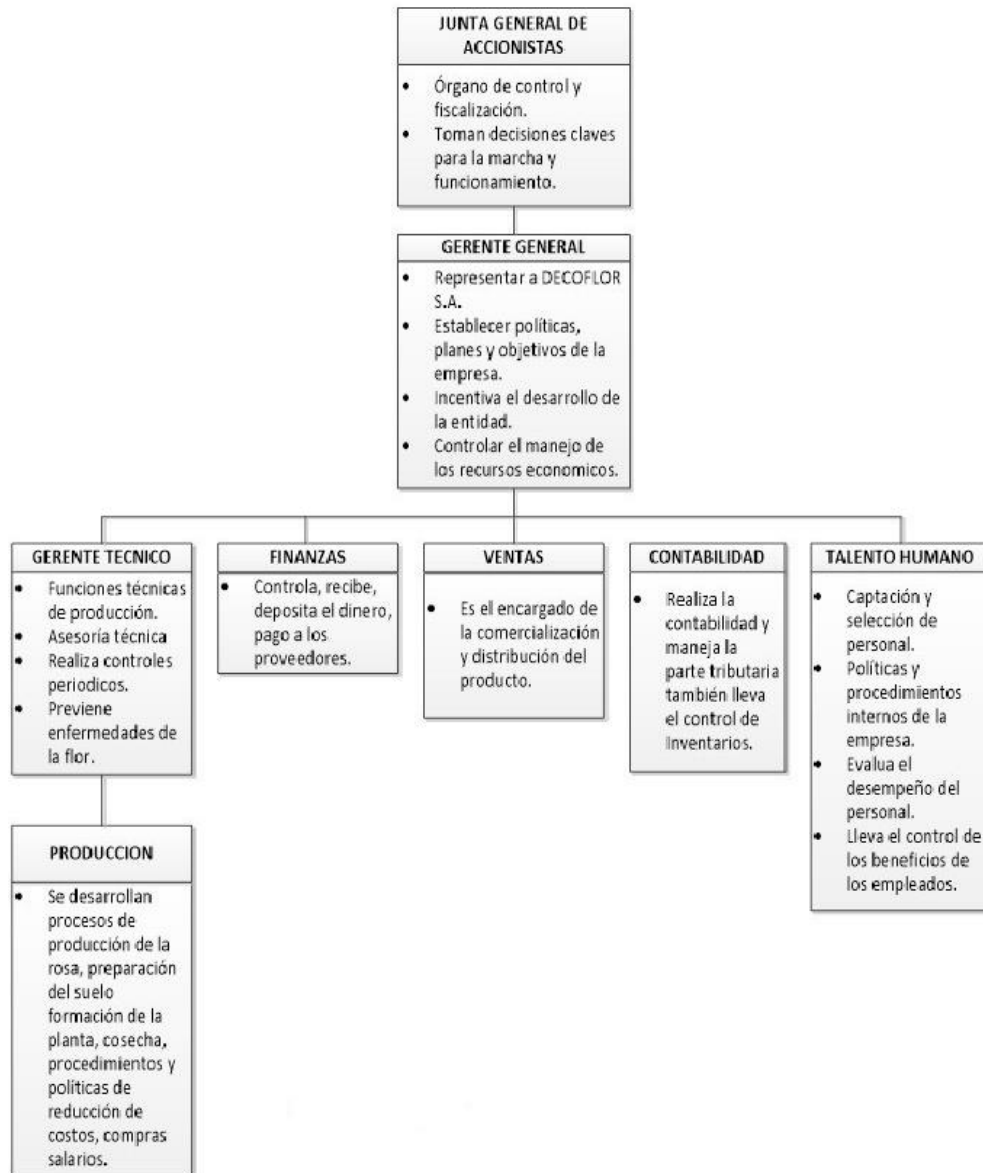 JUNTA GENERAL DE
ACCIONISTAS
• Órgano de control y
fiscalización.
• Toman decisiones claves
para la marcha y
funcionamiento.
GERENTE GENERAL
• Representar a DECOFLOR
S.A.
• Establecer políticas,
planes y objetivos de la
empresa.
• Incentiva el desarrollo de
la entidad.
• Controlar el manejo de
los recursos economicos.
GERENTE TECNICO
• Funciones técnicas
de producción.
• Asesoría técnica
• Realiza controles
periodicos.
• Previene
enfermedades de
la flor.
FINANZAS
• Controla, recibe,
deposita el dinero,
pago a los
proveedores.
VENTAS
• Es el encargado de
la comercialización
y distribución del
producto.
CONTABILIDAD
• Realiza la
contabilidad y
maneja la
parte tributaria
también lleva
el control de
Inventarios.
TALENTO HUMANO
• Captación y
selección de
personal.
• Políticas y
procedimientos
internos de la
empresa.
• Evalua el
desempeño del
personal.
• Lleva el control de
los beneficios de
los empleados.
PRODUCCION
• Se desarrollan
procesos de
producción de la
rosa, preparación
del suelo
formación de la
planta, cosecha,
procedimientos y
políticas de
reducción de
costos, compras
salarios.